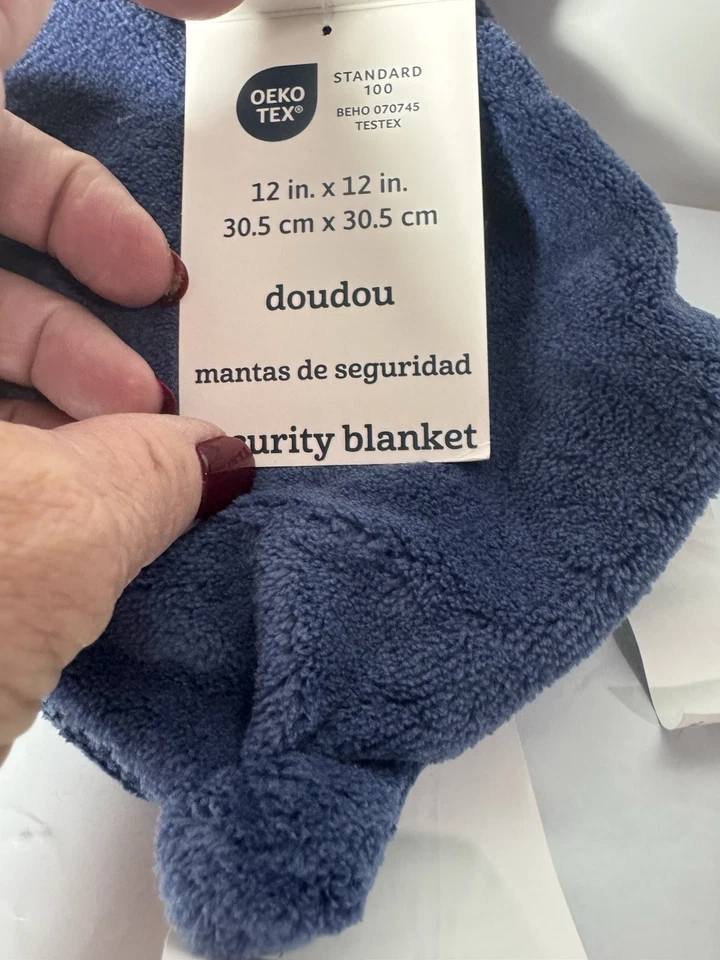 OEKO
TEX®
STANDARD
100
BEHO 070745
TESTEX
12 in. x 12 in.
30.5 cm x 30.5 cm
doudou
mantas de seguridad
blanket